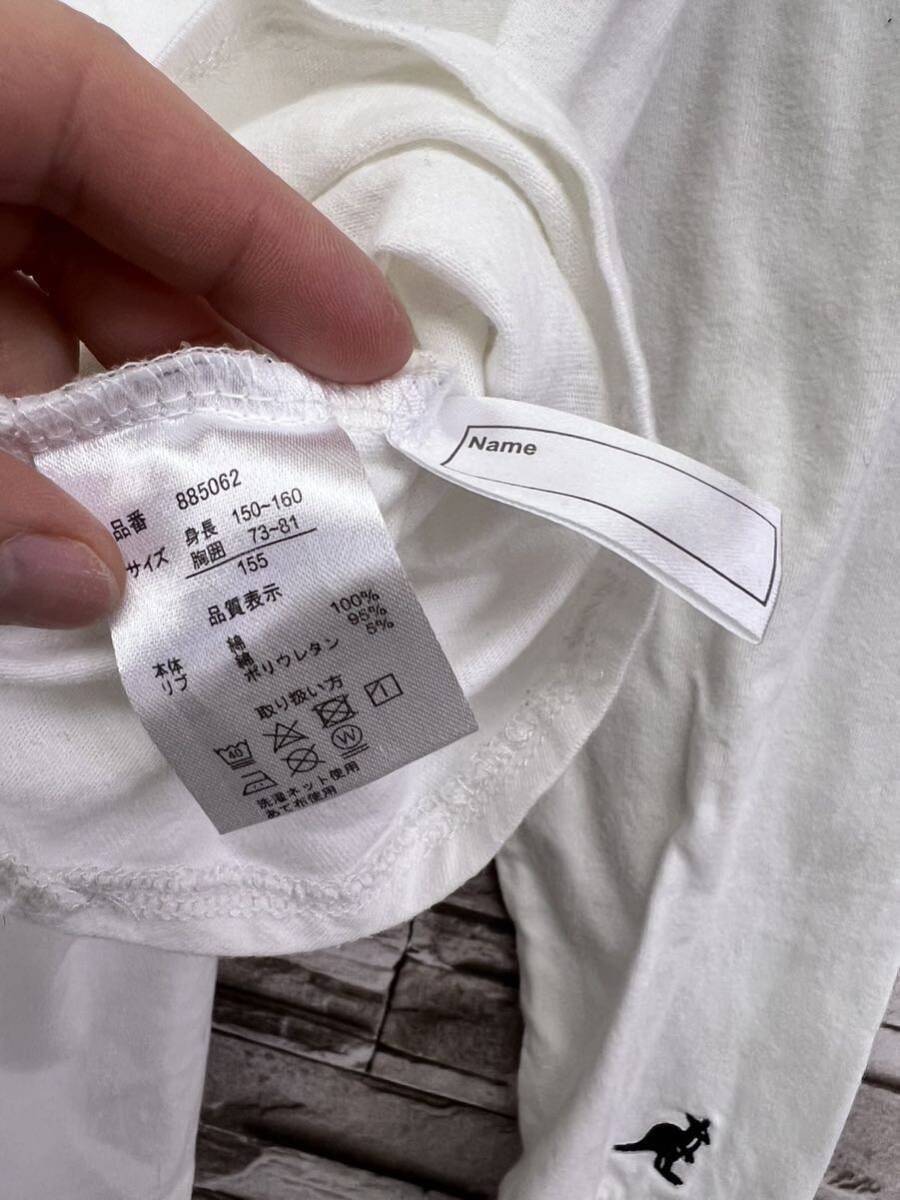 品番 885062
サイズ 身長 150~160
胸囲 73~81
155
品質表示
本体 綿 100%
リブ 綿 95%
ポリウレタン 5%
取り扱い方
40
W
洗濯ネット使用
あて布使用
Name